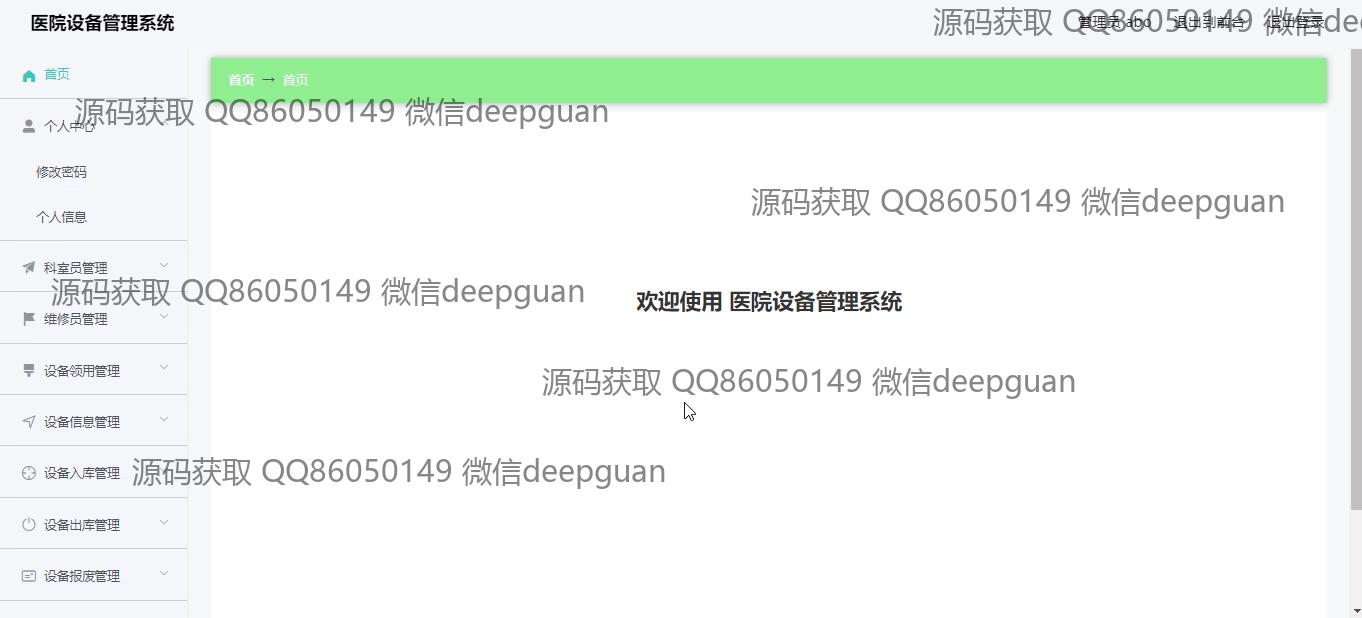 医院设备管理系统
源码获取 QQ86050149 微信dee
管理员 abo 退出到前台 退出登录
首页
首页 → 首页
源码获取 QQ86050149 微信deepguan
个人中心
修改密码
源码获取 QQ86050149 微信deepguan
个人信息
科室员管理
源码获取 QQ86050149 微信deepguan
欢迎使用 医院设备管理系统
维修员管理
设备领用管理
源码获取 QQ86050149 微信deepguan
设备信息管理
设备入库管理
源码获取 QQ86050149 微信deepguan
设备出库管理
设备报废管理